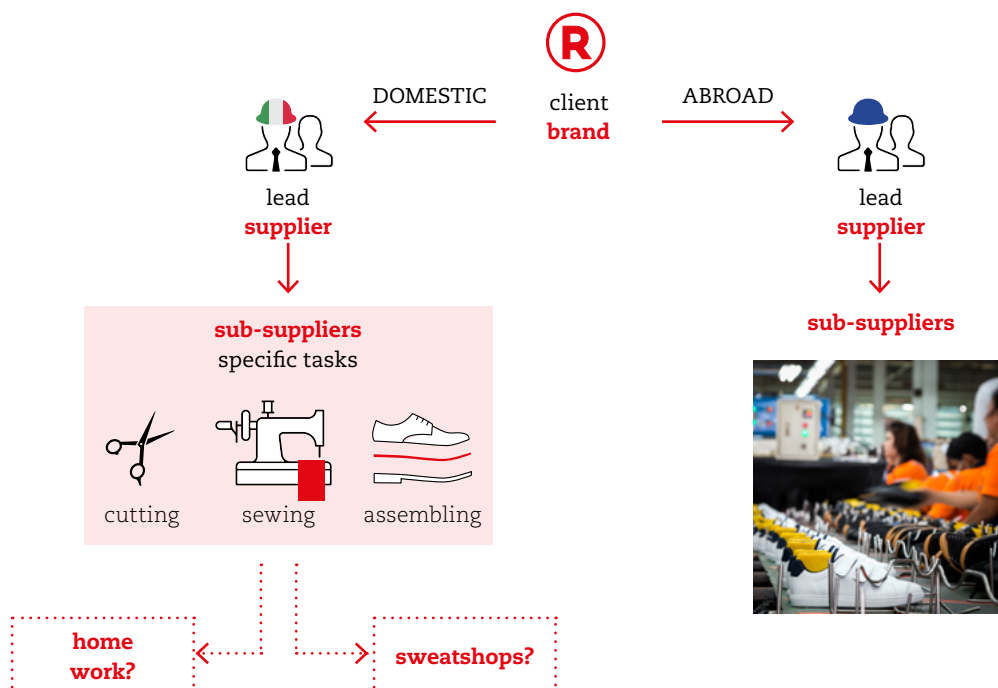 R
DOMESTIC
client
brand
ABROAD
lead
supplier
lead
supplier
sub-suppliers
specific tasks
sub-suppliers
cutting
sewing
assembling
home
work?
sweatshops?